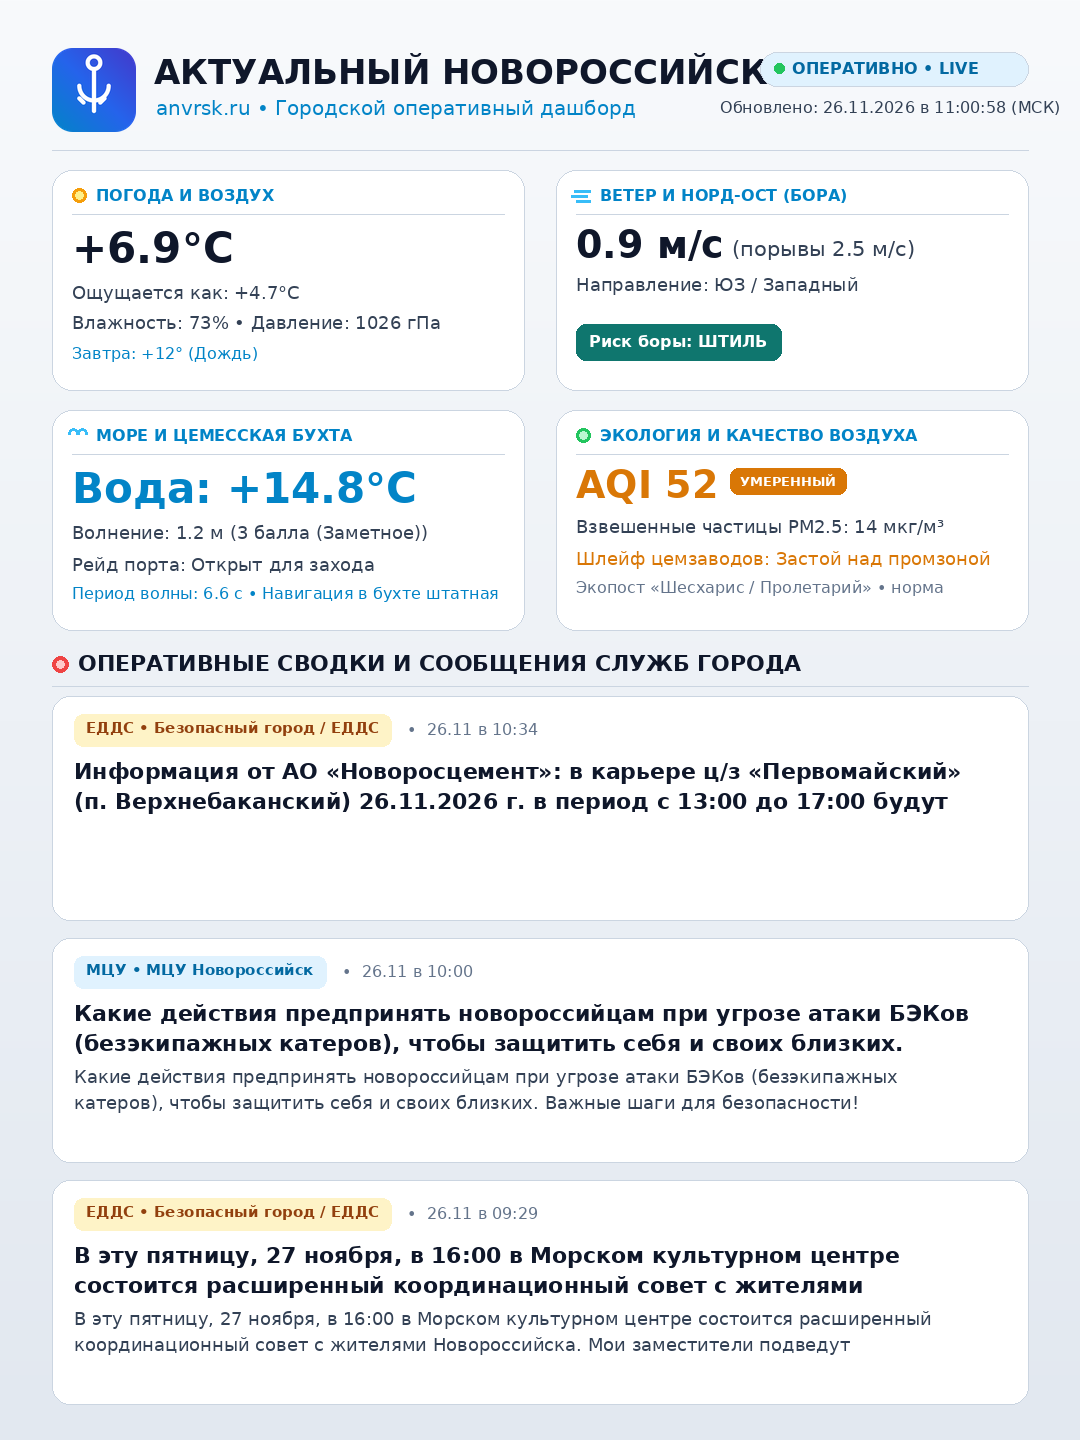 АКТУАЛЬНЫЙ НОВОРОССИЙСК
ОПЕРАТИВНО • LIVE
anvrsk.ru • Городской оперативный дашборд
Обновлено: 26.11.2026 в 11:00:58 (МСК)
ПОГОДА И ВОЗДУХ
+6.9°C
Ощущается как: +4.7°C
Влажность: 73% • Давление: 1026 гПа
Завтра: +12° (Дождь)
ВЕТЕР И НОРД-ОСТ (БОРА)
0.9 м/с (порывы 2.5 м/с)
Направление: ЮЗ / Западный
Риск боры: ШТИЛЬ
МОРЕ И ЦЕМЕССКАЯ БУХТА
Вода: +14.8°C
Волнение: 1.2 м (3 балла (Заметное))
Рейд порта: Открыт для захода
Период волны: 6.6 с • Навигация в бухте штатная
ЭКОЛОГИЯ И КАЧЕСТВО ВОЗДУХА
AQI 52 УМЕРЕННЫЙ
Взвешенные частицы PM2.5: 14 мкг/м³
Шлейф цемзаводов: Застой над промзоной
Экопост «Шесхарис / Пролетарий» • норма
ОПЕРАТИВНЫЕ СВОДКИ И СООБЩЕНИЯ СЛУЖБ ГОРОДА
ЕДДС • Безопасный город / ЕДДС • 26.11 в 10:34
Информация от АО «Новоросцемент»: в карьере ц/з «Первомайский»
(п. Верхнебаканский) 26.11.2026 г. в период с 13:00 до 17:00 будут
МЦУ • МЦУ Новороссийск • 26.11 в 10:00
Какие действия предпринять новороссийцам при угрозе атаки БЭКов
(безэкипажных катеров), чтобы защитить себя и своих близких.
Какие действия предпринять новороссийцам при угрозе атаки БЭКов (безэкипажных
катеров), чтобы защитить себя и своих близких. Важные шаги для безопасности!
ЕДДС • Безопасный город / ЕДДС • 26.11 в 09:29
В эту пятницу, 27 ноября, в 16:00 в Морском культурном центре
состоится расширенный координационный совет с жителями
В эту пятницу, 27 ноября, в 16:00 в Морском культурном центре состоится расширенный
координационный совет с жителями Новороссийска. Мои заместители подведут